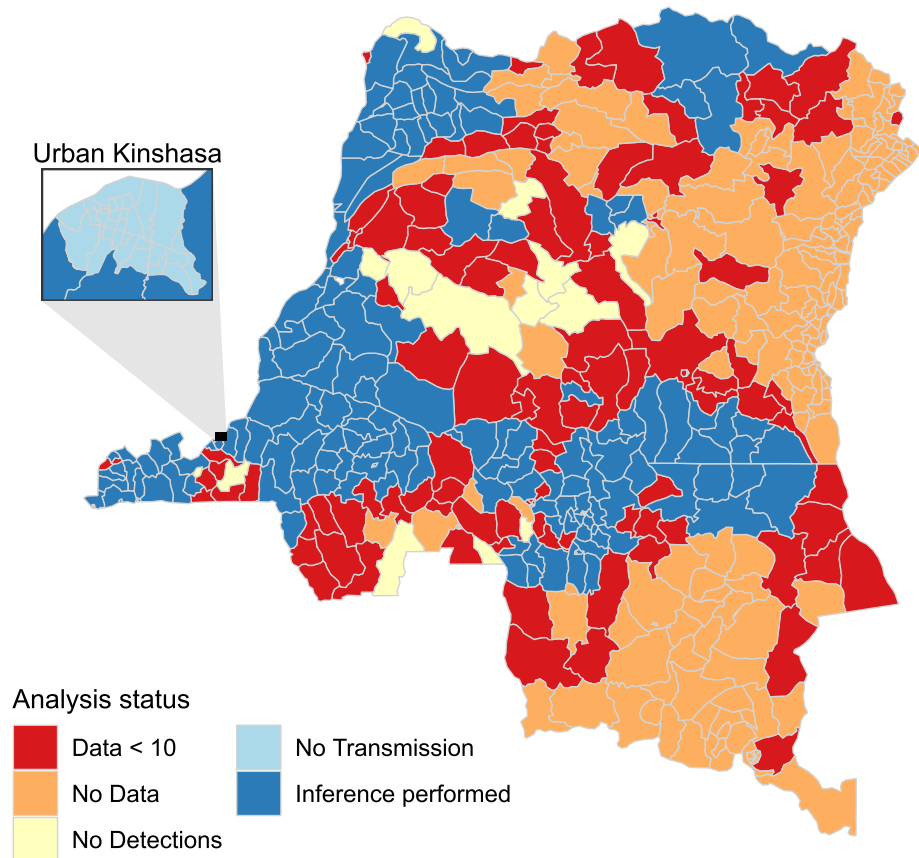 Urban Kinshasa
Analysis status
Data < 10
No Data
No Detections
No Transmission
Inference performed